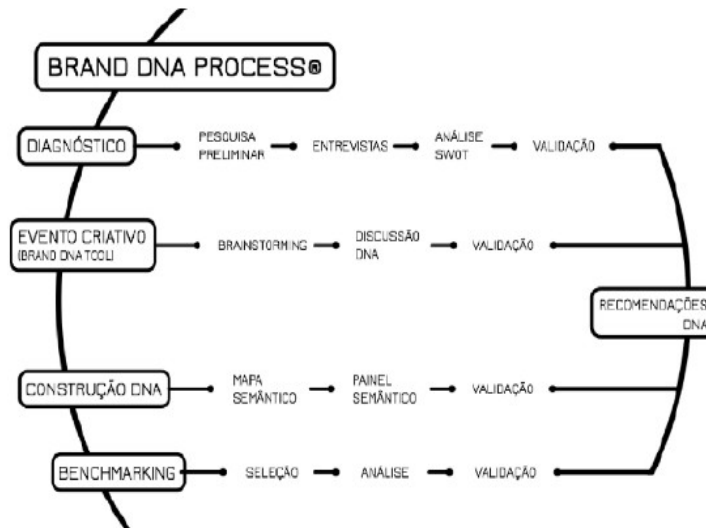 BRAND DNA PROCESS®
DIAGNÓSTICO
PESQUISA
PRELIMINAR
ENTREVISTAS
ANÁLISE
SWOT
VALIDAÇÃO
EVENTO CRIATIVO
(BRAND DNA TOOL)
BRAINSTORMING
DISCUSSÃO
DNA
VALIDAÇÃO
RECOMENDAÇÕES
DNA
CONSTRUÇÃO DNA
MAPA
SEMÂNTICO
PAINEL
SEMÂNTICO
VALIDAÇÃO
BENCHMARKING
SELEÇÃO
ANÁLISE
VALIDAÇÃO